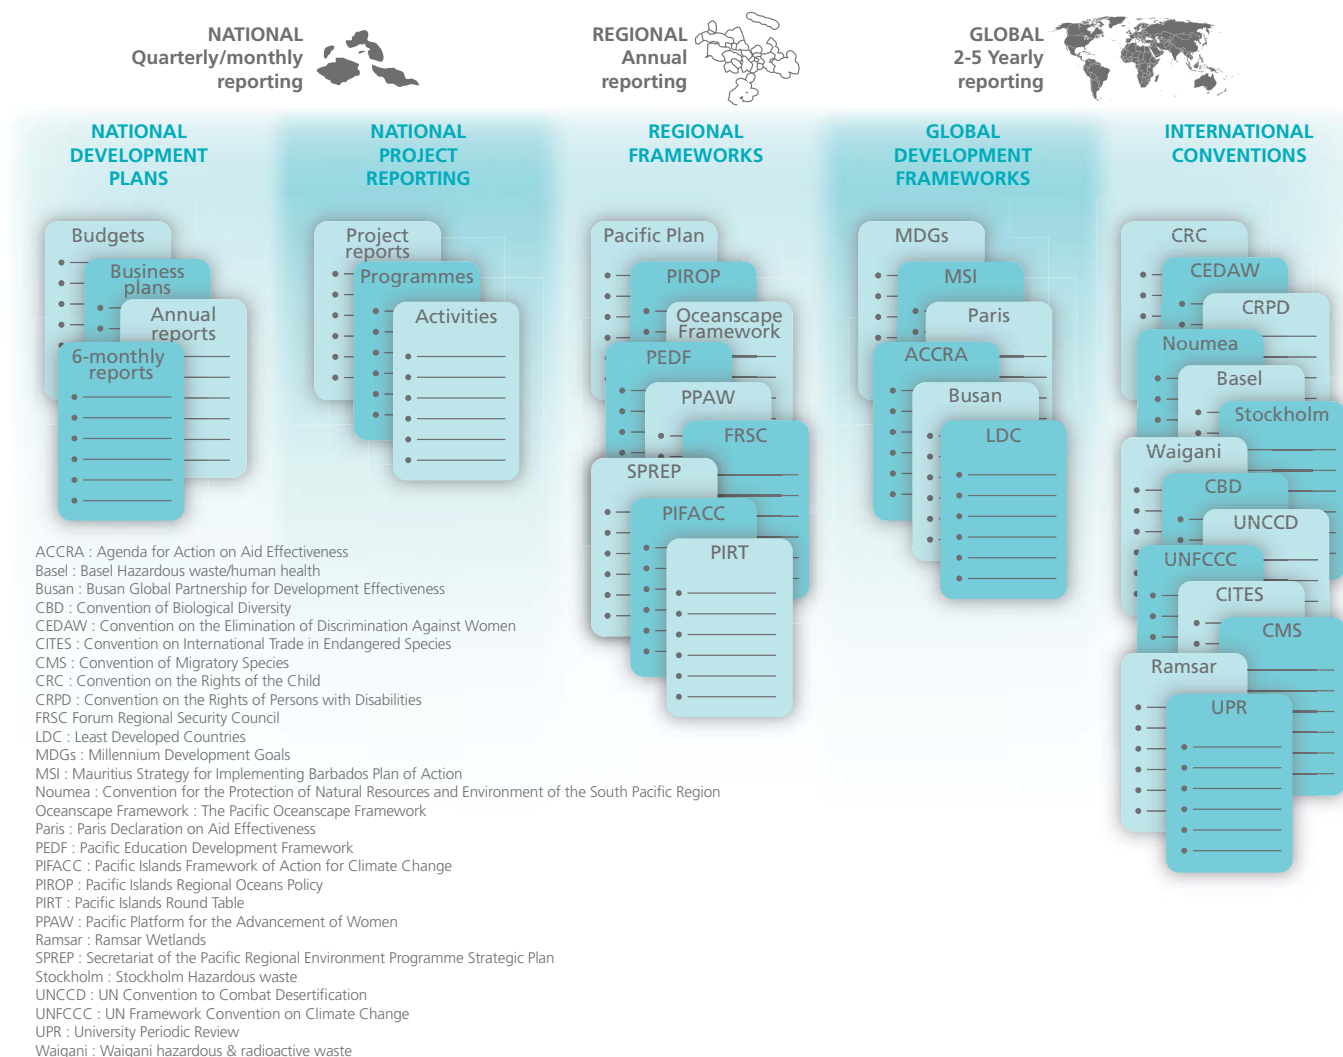 NATIONAL
Quarterly/monthly
reporting
REGIONAL
Annual
reporting
GLOBAL
2-5 Yearly
reporting
NATIONAL
DEVELOPMENT
PLANS
NATIONAL
PROJECT
REPORTING
REGIONAL
FRAMEWORKS
GLOBAL
DEVELOPMENT
FRAMEWORKS
INTERNATIONAL
CONVENTIONS
Budgets
Business
plans
Annual
reports
6-monthly
reports
Project
reports
Programmes
Activities
Pacific Plan
PIROP
Oceanscape
Framework
PEDF
PPAW
FRSC
SPREP
PIFACC
PIRT
MDGs
MSI
Paris
ACCRA
Busan
LDC
CRC
CEDAW
CRPD
Noumea
Basel
Stockholm
Waigani
CBD
UNCCD
UNFCCC
CITES
CMS
Ramsar
UPR
ACCRA : Agenda for Action on Aid Effectiveness
Basel : Basel Hazardous waste/human health
Busan : Busan Global Partnership for Development Effectiveness
CBD : Convention of Biological Diversity
CEDAW : Convention on the Elimination of Discrimination Against Women
CITES : Convention on International Trade in Endangered Species
CMS : Convention of Migratory Species
CRC : Convention on the Rights of the Child
CRPD : Convention on the Rights of Persons with Disabilities
FRSC Forum Regional Security Council
LDC : Least Developed Countries
MDGs : Millennium Development Goals
MSI : Mauritius Strategy for Implementing Barbados Plan of Action
Noumea : Convention for the Protection of Natural Resources and Environment of the South Pacific Region
Oceanscape Framework : The Pacific Oceanscape Framework
Paris : Paris Declaration on Aid Effectiveness
PEDF : Pacific Education Development Framework
PIFACC : Pacific Islands Framework of Action for Climate Change
PIROP : Pacific Islands Regional Oceans Policy
PIRT : Pacific Islands Round Table
PPAW : Pacific Platform for the Advancement of Women
Ramsar : Ramsar Wetlands
SPREP : Secretariat of the Pacific Regional Environment Programme Strategic Plan
Stockholm : Stockholm Hazardous waste
UNCCD : UN Convention to Combat Desertification
UNFCCC : UN Framework Convention on Climate Change
UPR : University Periodic Review
Waigani : Waigani hazardous & radioactive waste